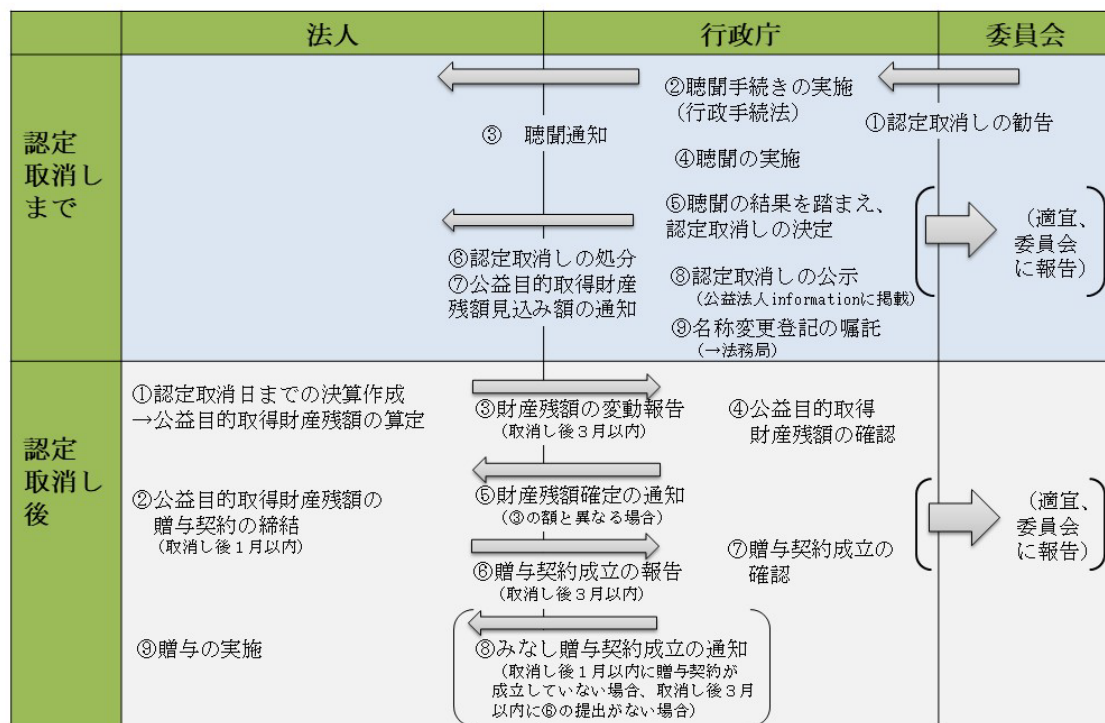 法人
行政庁
委員会
認定
取消し
まで
①認定取消しの勧告
②聴聞手続きの実施
(行政手続法)
③ 聴聞通知
④聴聞の実施
⑤聴聞の結果を踏まえ、
認定取消しの決定
(適宜、
委員会
に報告)
⑥認定取消しの処分
⑦公益目的取得財産
残額見込み額の通知
⑧認定取消しの公示
(公益法人informationに掲載)
⑨名称変更登記の嘱託
(→法務局)
認定
取消し
後
①認定取消日までの決算作成
→公益目的取得財産残額の算定
②公益目的取得財産残額の
贈与契約の締結
(取消し後1月以内)
③財産残額の変動報告
(取消し後3月以内)
④公益目的取得
財産残額の確認
⑤財産残額確定の通知
(③の額と異なる場合)
⑥贈与契約成立の報告
(取消し後3月以内)
⑦贈与契約成立の
確認
(適宜、
委員会
に報告)
⑧みなし贈与契約成立の通知
(取消し後1月以内に贈与契約が
成立していない場合、取消し後3月
以内に⑥の提出がない場合)
⑨贈与の実施